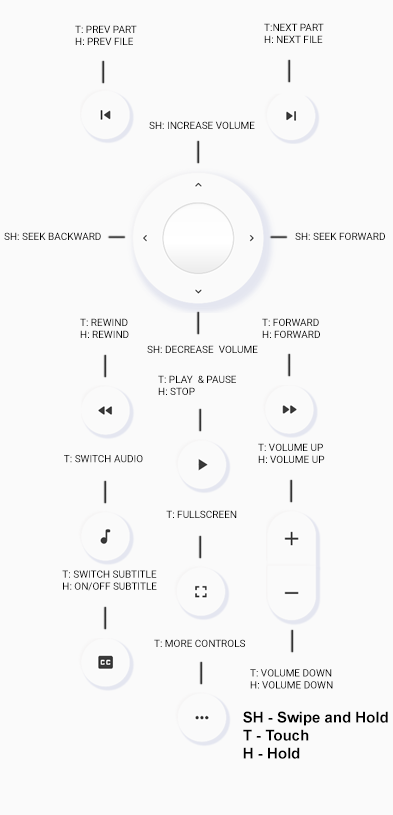 T: PREV PART
H: PREV FILE
T:NEXT PART
H: NEXT FILE
SH: INCREASE VOLUME
SH: SEEK BACKWARD
SH: SEEK FORWARD
T: REWIND
H: REWIND
T: FORWARD
H: FORWARD
SH: DECREASE VOLUME
T: PLAY & PAUSE
H: STOP
T: SWITCH AUDIO
T: VOLUME UP
H: VOLUME UP
T: FULLSCREEN
T: SWITCH SUBTITLE
H: ON/OFF SUBTITLE
T: MORE CONTROLS
CC
T: VOLUME DOWN
H: VOLUME DOWN
SH - Swipe and Hold
T - Touch
H - Hold